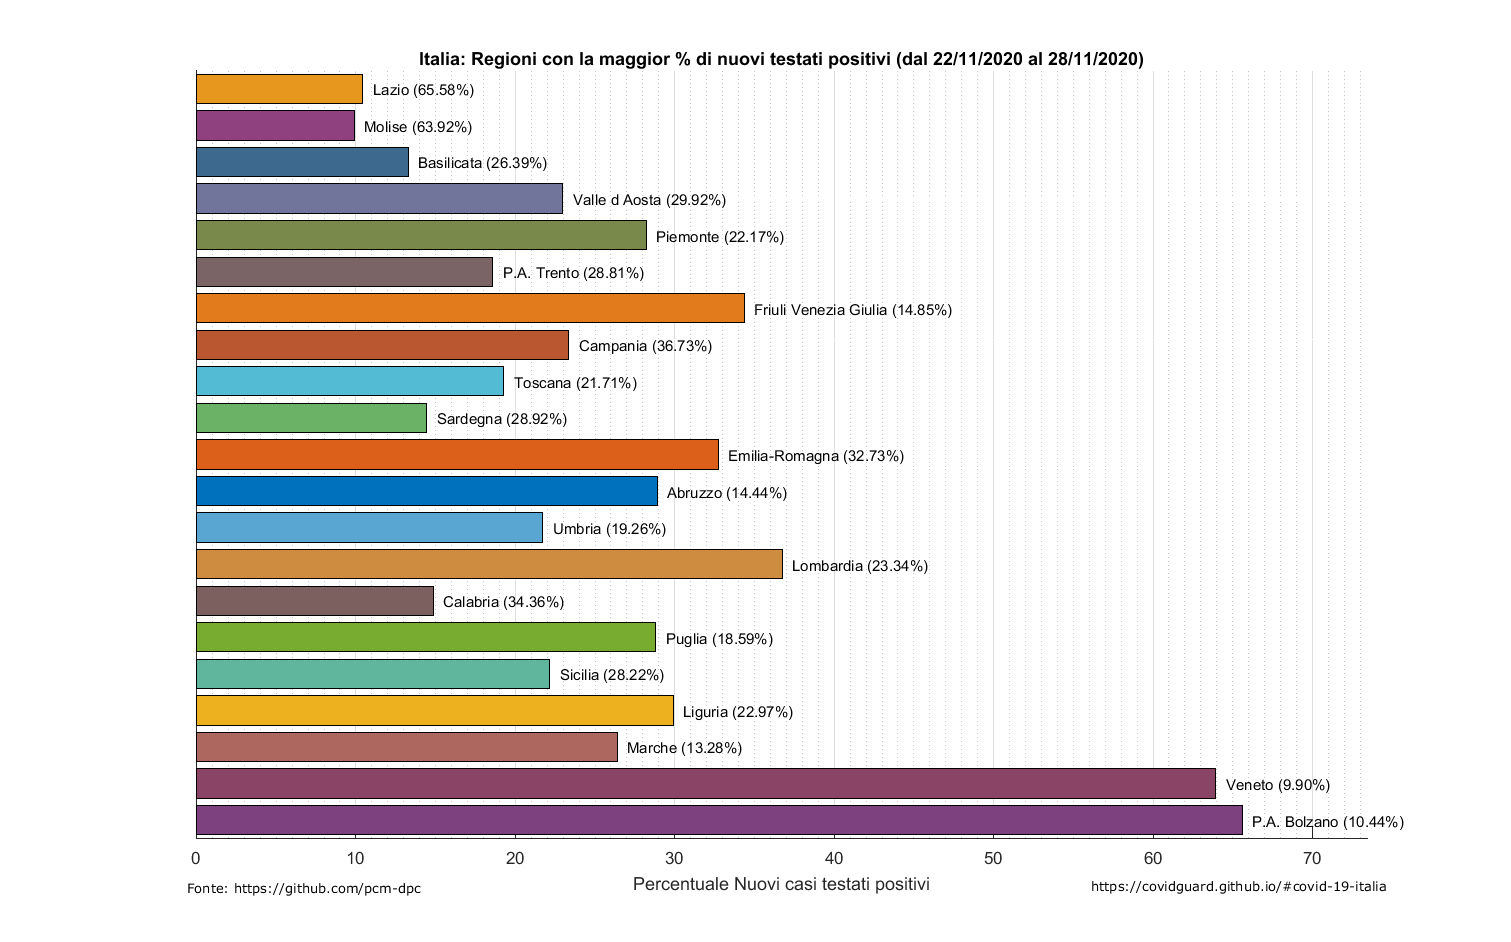 Italia: Regioni con la maggior % di nuovi testati positivi (dal 22/11/2020 al 28/11/2020)
Lazio (65.58%)
Molise (63.92%)
Basilicata (26.39%)
Valle d Aosta (29.92%)
Piemonte (22.17%)
P.A. Trento (28.81%)
Friuli Venezia Giulia (14.85%)
Campania (36.73%)
Toscana (21.71%)
Sardegna (28.92%)
Emilia-Romagna (32.73%)
Abruzzo (14.44%)
Umbria (19.26%)
Lombardia (23.34%)
Calabria (34.36%)
Puglia (18.59%)
Sicilia (28.22%)
Liguria (22.97%)
Marche (13.28%)
Veneto (9.90%)
P.A. Bolzano (10.44%)
0 10 20 30 40 50 60 70
Percentuale Nuovi casi testati positivi
Fonte: https://github.com/pcm-dpc
https://covidguard.github.io/#covid-19-italia